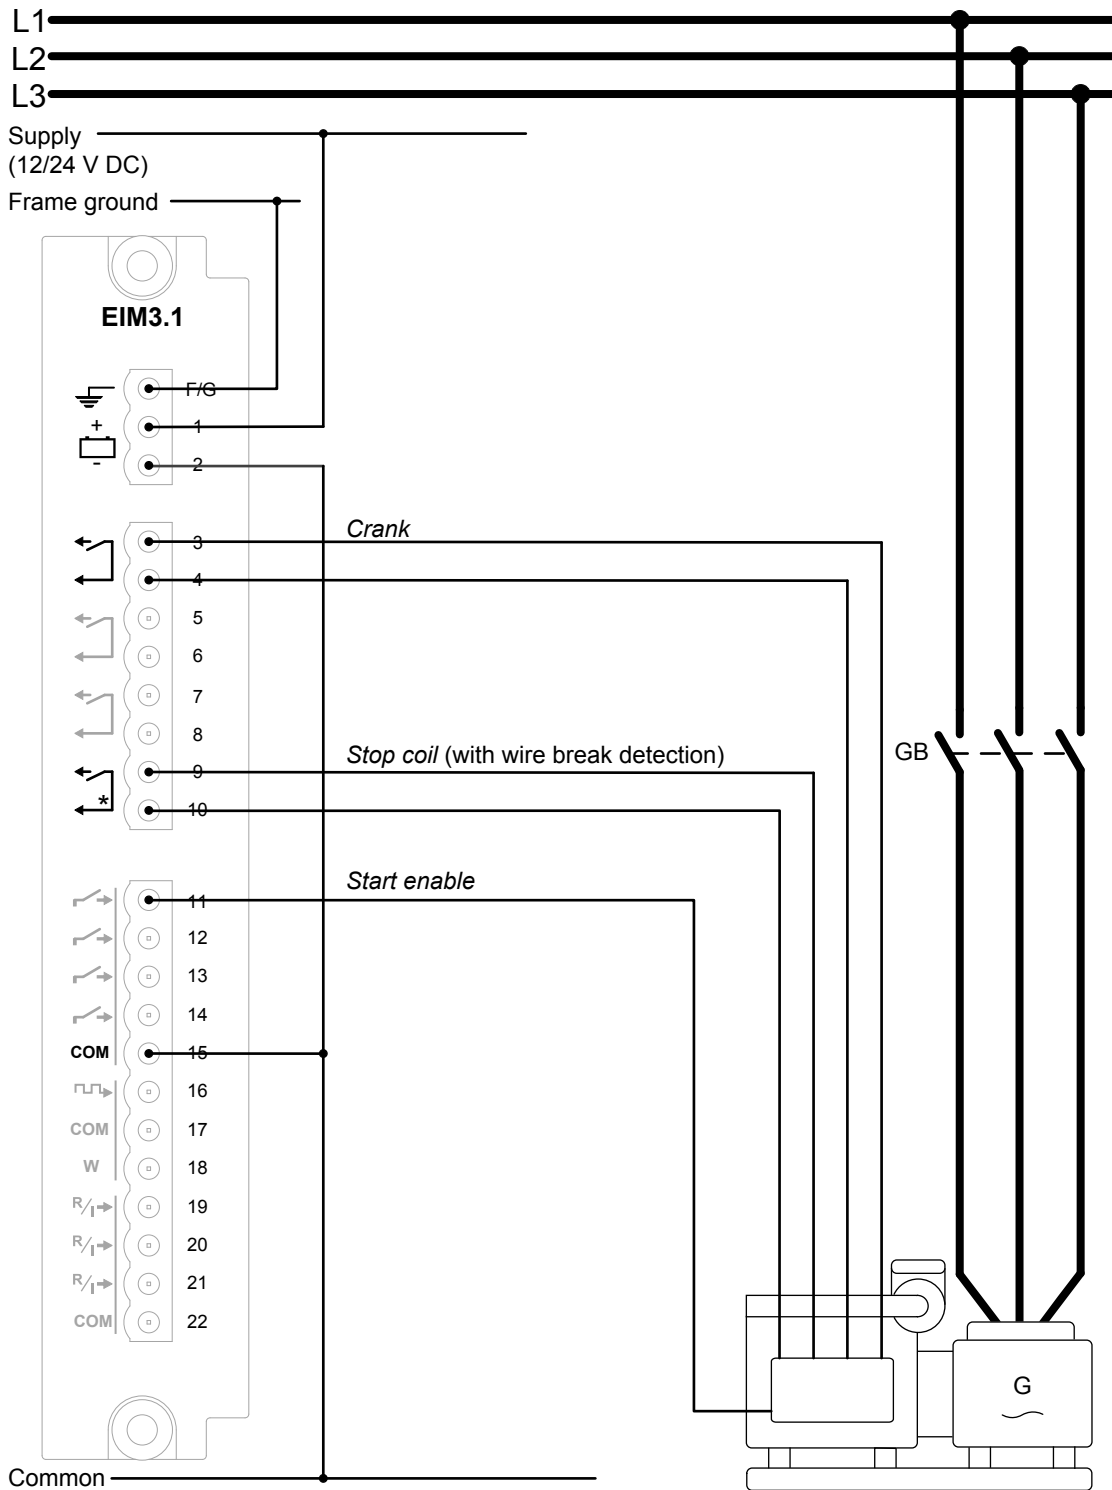 L1
L2
L3
Supply
(12/24 V DC)
Frame ground
EIM3.1
F/G
+
1
-
2
Crank
3
4
5
6
7
8
Stop coil (with wire break detection)
GB
9
*
10
Start enable
11
12
13
14
COM 15
16
COM 17
W 18
R/I 19
R/I 20
R/I 21
COM 22
G
Common